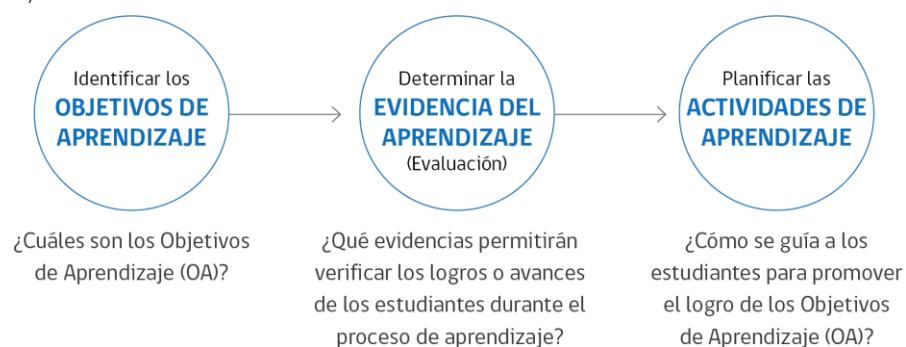 Identificar los
OBJETIVOS DE
APRENDIZAJE
Determinar la
EVIDENCIA DEL
APRENDIZAJE
(Evaluación)
Planificar las
ACTIVIDADES DE
APRENDIZAJE
¿Cuáles son los Objetivos
de Aprendizaje (OA)?
¿Qué evidencias permitirán
verificar los logros o avances
de los estudiantes durante el
proceso de aprendizaje?
¿Cómo se guía a los
estudiantes para promover
el logro de los Objetivos
de Aprendizaje (OA)?